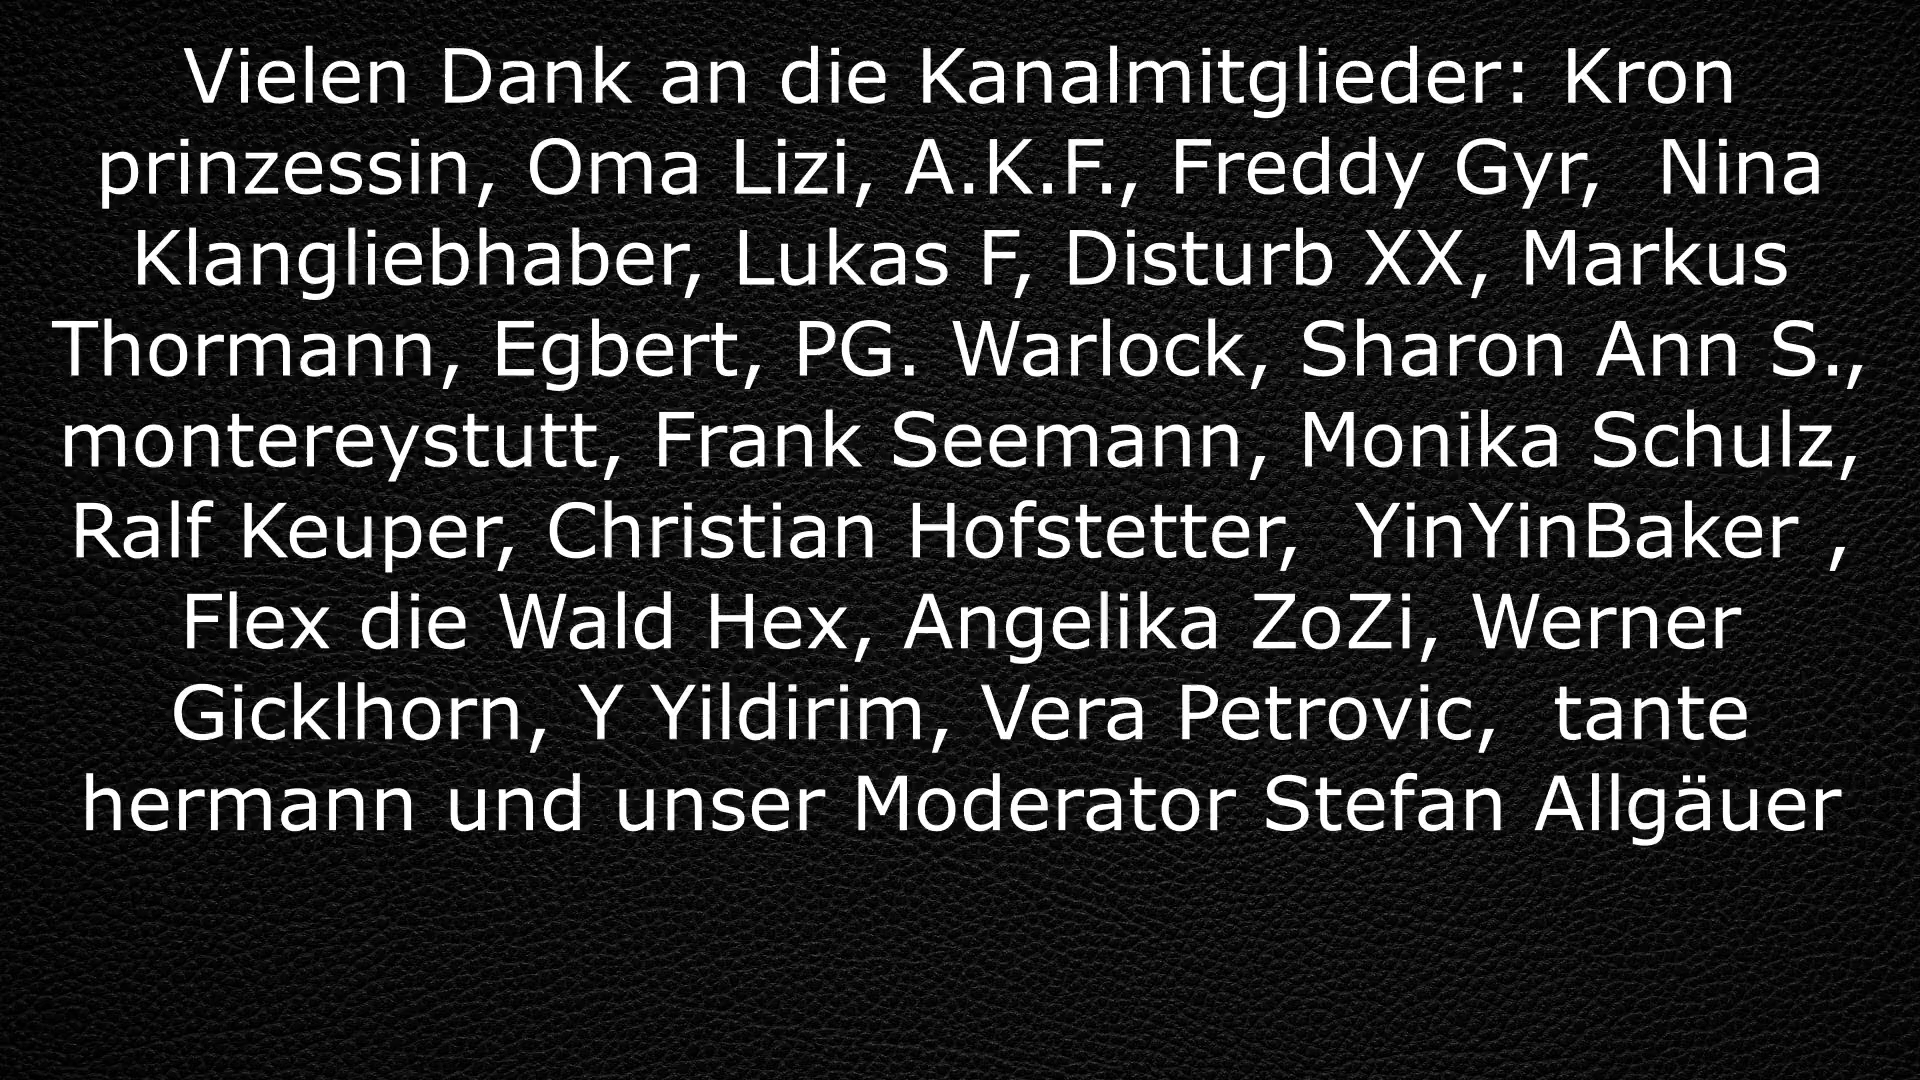 Vielen Dank an die Kanalmitglieder: Kron
prinzessin, Oma Lizi, A.K.F., Freddy Gyr,  Nina
Klangliebhaber, Lukas F, Disturb XX, Markus
Thormann, Egbert, PG. Warlock, Sharon Ann S.,
montereystutt, Frank Seemann, Monika Schulz,
Ralf Keuper, Christian Hofstetter,  YinYinBaker ,
Flex die Wald Hex, Angelika ZoZi, Werner
Gicklhorn, Y Yildirim, Vera Petrovic,  tante
hermann und unser Moderator Stefan Allgäuer